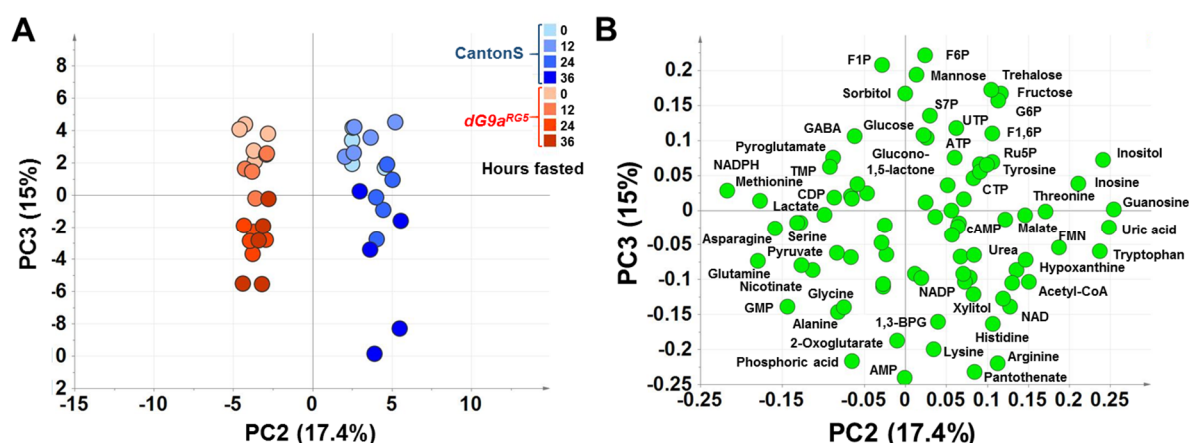 A
CantonS
0
12
24
36
dG9aRG5
0
12
24
36
Hours fasted
PC3 (15%)
8
6
4
2
0
-2
-4
-6
-8
0
2
-15
-10
-5
0
5
10
PC2 (17.4%)
B
PC3 (15%)
0.2
0.15
0.1
0.05
0
-0.05
-0.1
-0.15
-0.2
-0.25
F1P
F6P
Mannose
Trehalose
Sorbitol
Fructose
S7P
G6P
UTP
GABA
Glucose
F1,6P
ATP
Pyroglutamate
Glucono-
1,5-lactone
Ru5P
NADPH
TMP
Tyrosine
Inositol
Methionine
CDP
CTP
Inosine
Threonine
Lactate
Guanosine
cAMP
Malate
Uric acid
Asparagine
Serine
FMN
Pyruvate
Urea
Tryptophan
Glutamine
Hypoxanthine
Nicotinate
Glycine
NADP
Acetyl-CoA
GMP
Xylitol
NAD
Alanine
1,3-BPG
Histidine
2-Oxoglutarate
Lysine
Arginine
Phosphoric acid
AMP
Pantothenate
-0.25
-0.15
-0.05
0
0.05
0.1
0.15
0.25
PC2 (17.4%)